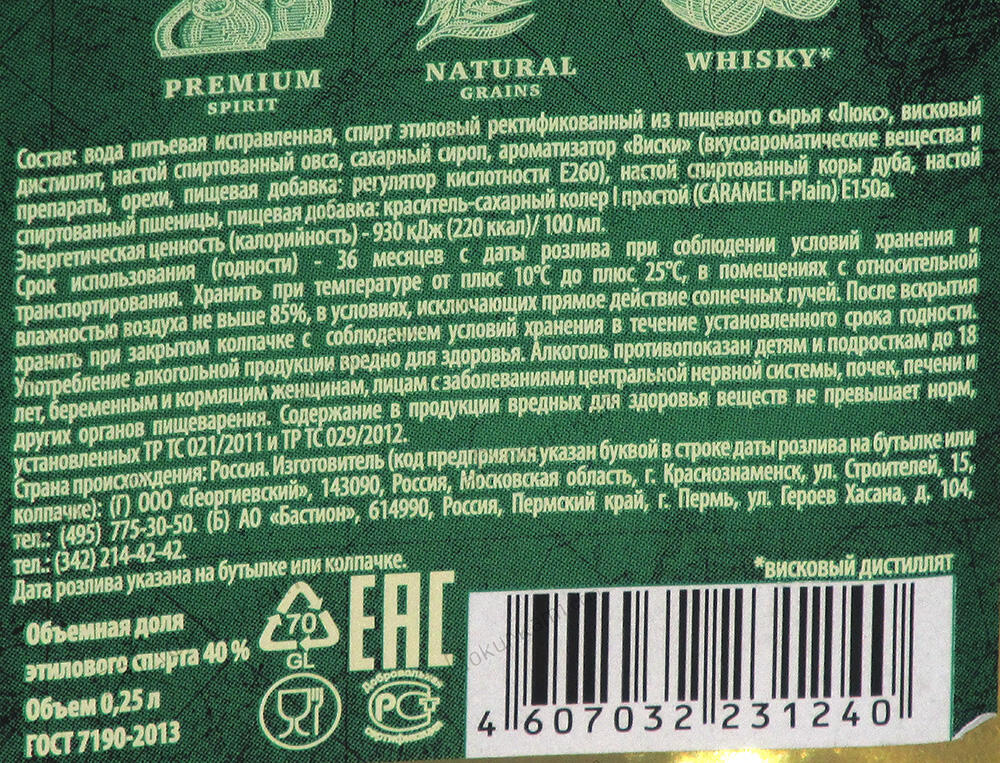 PREMIUM
SPIRIT
NATURAL
GRAINS
WHISKY*
Состав: вода питьевая исправленная, спирт этиловый ректификованный из пищевого сырья «Люкс», висковый
дистиллят, настой спиртованный овса, сахарный сироп, ароматизатор «Виски» (вкусоароматические вещества и
препараты, орехи, пищевая добавка: регулятор кислотности Е260), настой спиртованный коры дуба, настой
спиртованный пшеницы, пищевая добавка: краситель-сахарный колер I простой (CARAMEL I-Plain) Е150а.
Энергетическая ценность (калорийность) - 930 кДж (220 ккал)/ 100 мл.
Срок использования (годности) - 36 месяцев с даты розлива при соблюдении условий хранения и
транспортирования. Хранить при температуре от плюс 10°С до плюс 25°С, в помещениях с относительной
влажностью воздуха не выше 85%, в условиях, исключающих прямое действие солнечных лучей. После вскрытия
хранить при закрытом колпачке с соблюдением условий хранения в течение установленного срока годности.
Употребление алкогольной продукции вредно для здоровья. Алкоголь противопоказан детям и подросткам до 18
лет, беременным и кормящим женщинам, лицам с заболеваниями центральной нервной системы, почек, печени и
других органов пищеварения. Содержание в продукции вредных для здоровья веществ не превышает норм,
установленных ТР ТС 021/2011 и ТР ТС 029/2012.
Страна происхождения: Россия. Изготовитель (код предприятия указан буквой в строке даты розлива на бутылке или
колпачке): (Г) ООО «Георгиевский», 143090, Россия, Московская область, г. Краснознаменск, ул. Строителей, 15,
тел.: (495) 775-30-50. (Б) АО «Бастион», 614990, Россия, Пермский край, г. Пермь, ул. Героев Хасана, д. 104,
тел.: (342) 214-42-42.
Дата розлива указана на бутылке или колпачке.
*висковый дистиллят
Объемная доля
этилового спирта 40 %
Объем 0,25 л
ГОСТ 7190-2013
70
GL
ЕАС
Добровольная
РСТ
сертификация
4 607032 231240